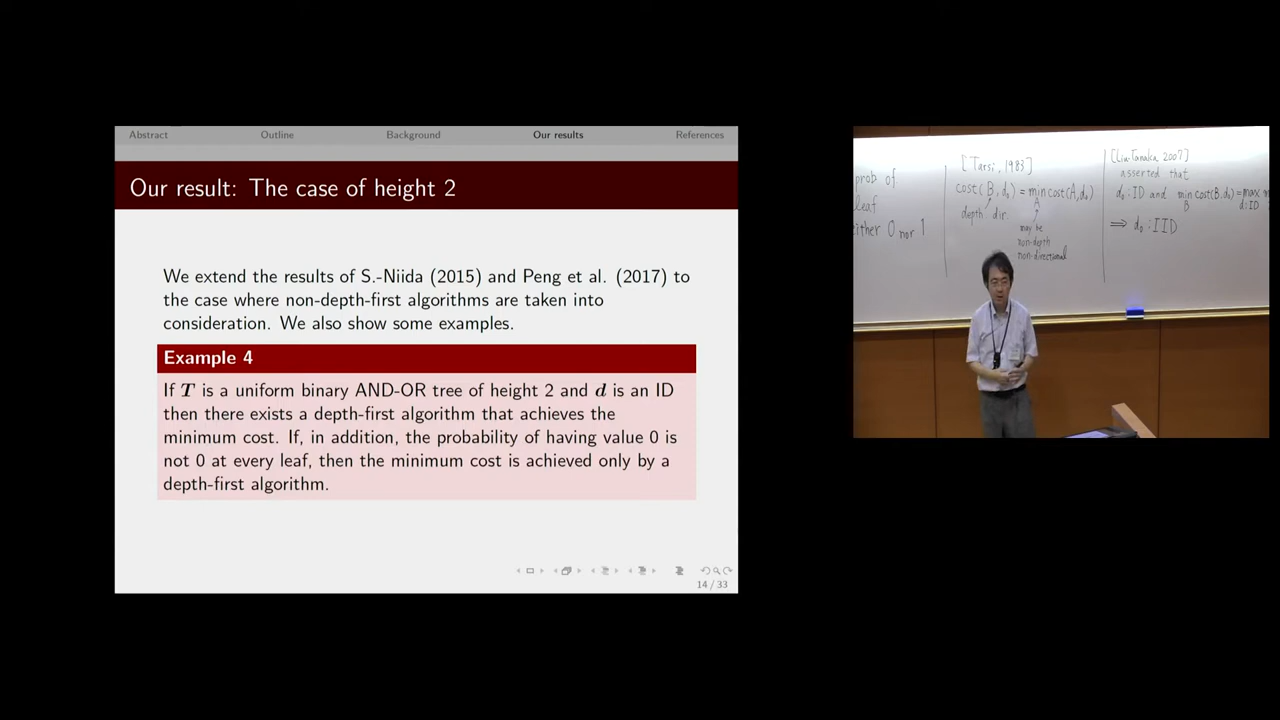 Abstract Outline Background Our results References
Our result: The case of height 2
We extend the results of S.-Niida (2015) and Peng et al. (2017) to
the case where non-depth-first algorithms are taken into
consideration. We also show some examples.
Example 4
If T is a uniform binary AND-OR tree of height 2 and d is an ID
then there exists a depth-first algorithm that achieves the
minimum cost. If, in addition, the probability of having value 0 is
not 0 at every leaf, then the minimum cost is achieved only by a
depth-first algorithm.
14 / 33
prob of
leaf
either 0 nor 1
[Tarsi, 1983]
cost(B, d₀) = min cost(A, d₀)
A
depth dir.
may be
non-depth
non-directional
[Liu-Tanaka, 2007]
asserted that
d₀ : ID and min cost(B, d₀) = max
B d:ID
⟹ d₀ : IID